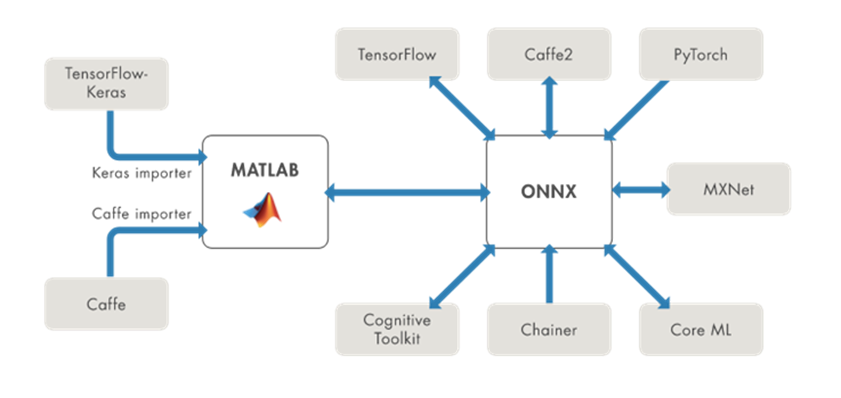 TensorFlow
Caffe2
PyTorch
TensorFlow-
Keras
Keras importer
MATLAB
Caffe importer
ONNX
MXNet
Caffe
Cognitive
Toolkit
Chainer
Core ML